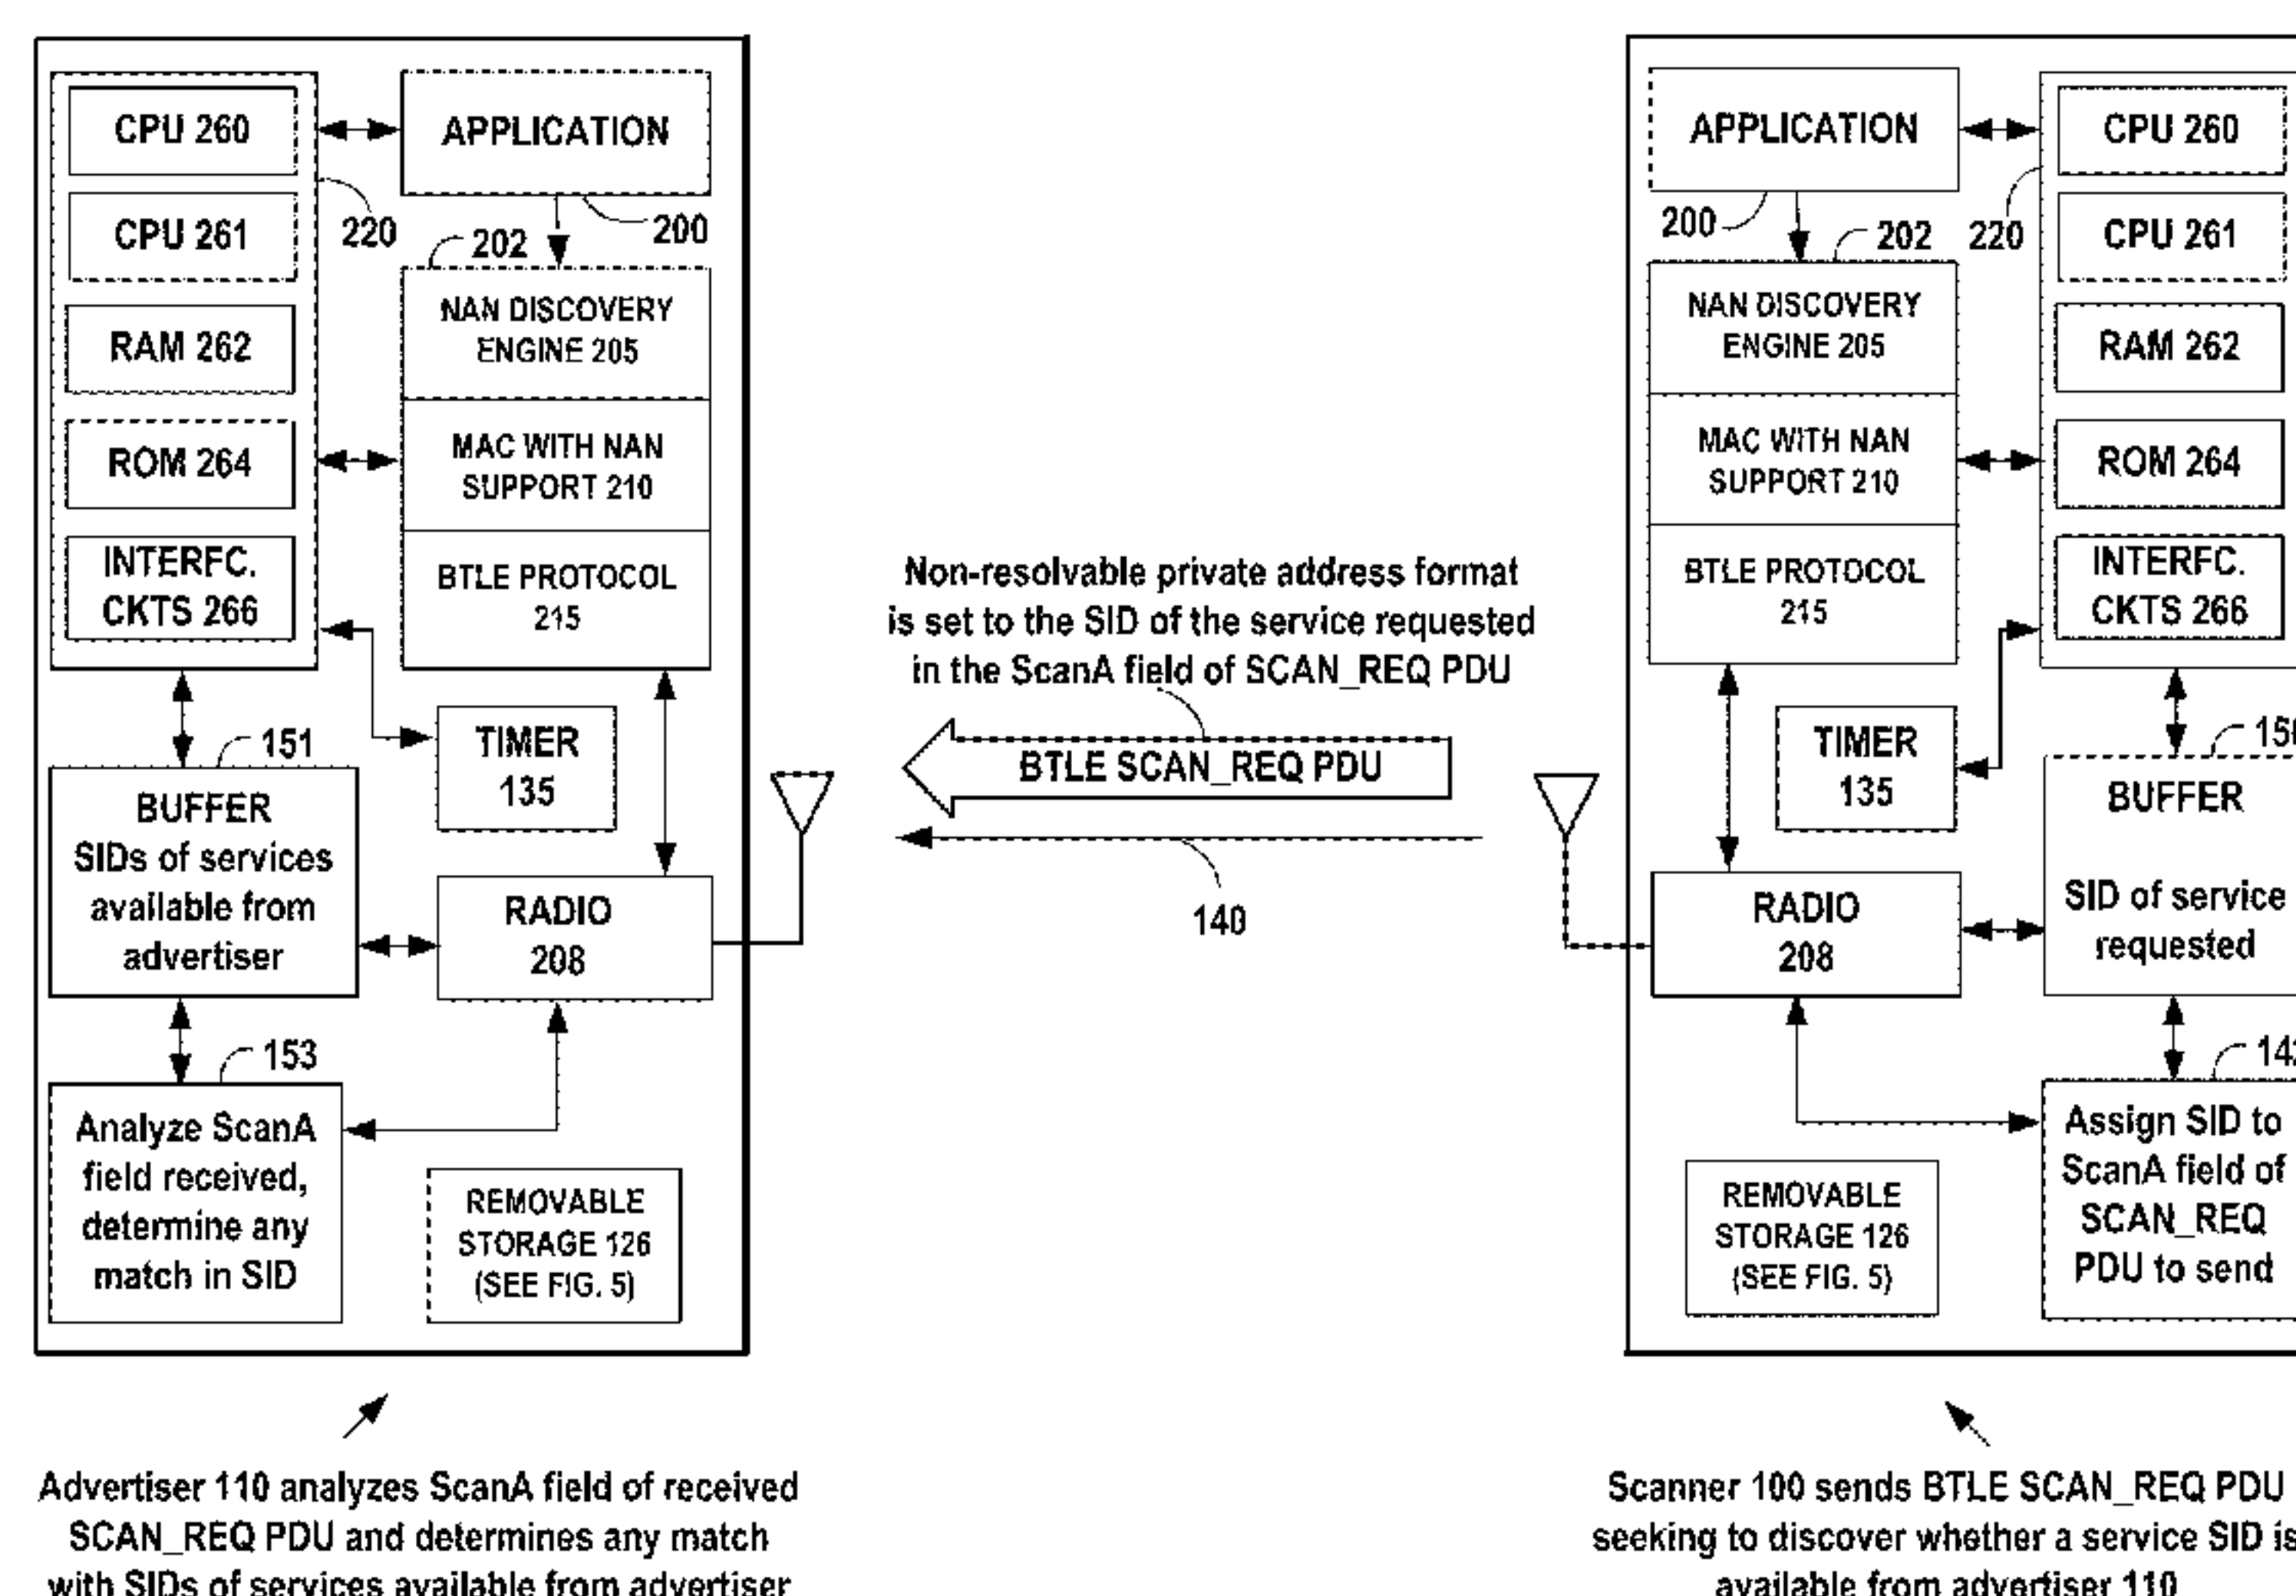 CPU 260
CPU 261
RAM 262
ROM 264
INTERFC.
CKTS 266
220
APPLICATION
200
202
NAN DISCOVERY
ENGINE 205
MAC WITH NAN
SUPPORT 210
BTLE PROTOCOL
215
TIMER
135
151
BUFFER
SIDs of services
available from
advertiser
RADIO
208
153
Analyze ScanA
field received,
determine any
match in SID
REMOVABLE
STORAGE 126
(SEE FIG. 5)
Advertiser 110 analyzes ScanA field of received
SCAN_REQ PDU and determines any match
with SIDs of services available from advertiser
Non-resolvable private address format
is set to the SID of the service requested
in the ScanA field of SCAN_REQ PDU
BTLE SCAN_REQ PDU
140
APPLICATION
200
202
220
NAN DISCOVERY
ENGINE 205
MAC WITH NAN
SUPPORT 210
BTLE PROTOCOL
215
CPU 260
CPU 261
RAM 262
ROM 264
INTERFC.
CKTS 266
TIMER
135
BUFFER
SID of service
requested
RADIO
208
Assign SID to
ScanA field of
SCAN_REQ
PDU to send
REMOVABLE
STORAGE 126
(SEE FIG. 5)
Scanner 100 sends BTLE SCAN_REQ PDU
seeking to discover whether a service SID is
available from advertiser 110